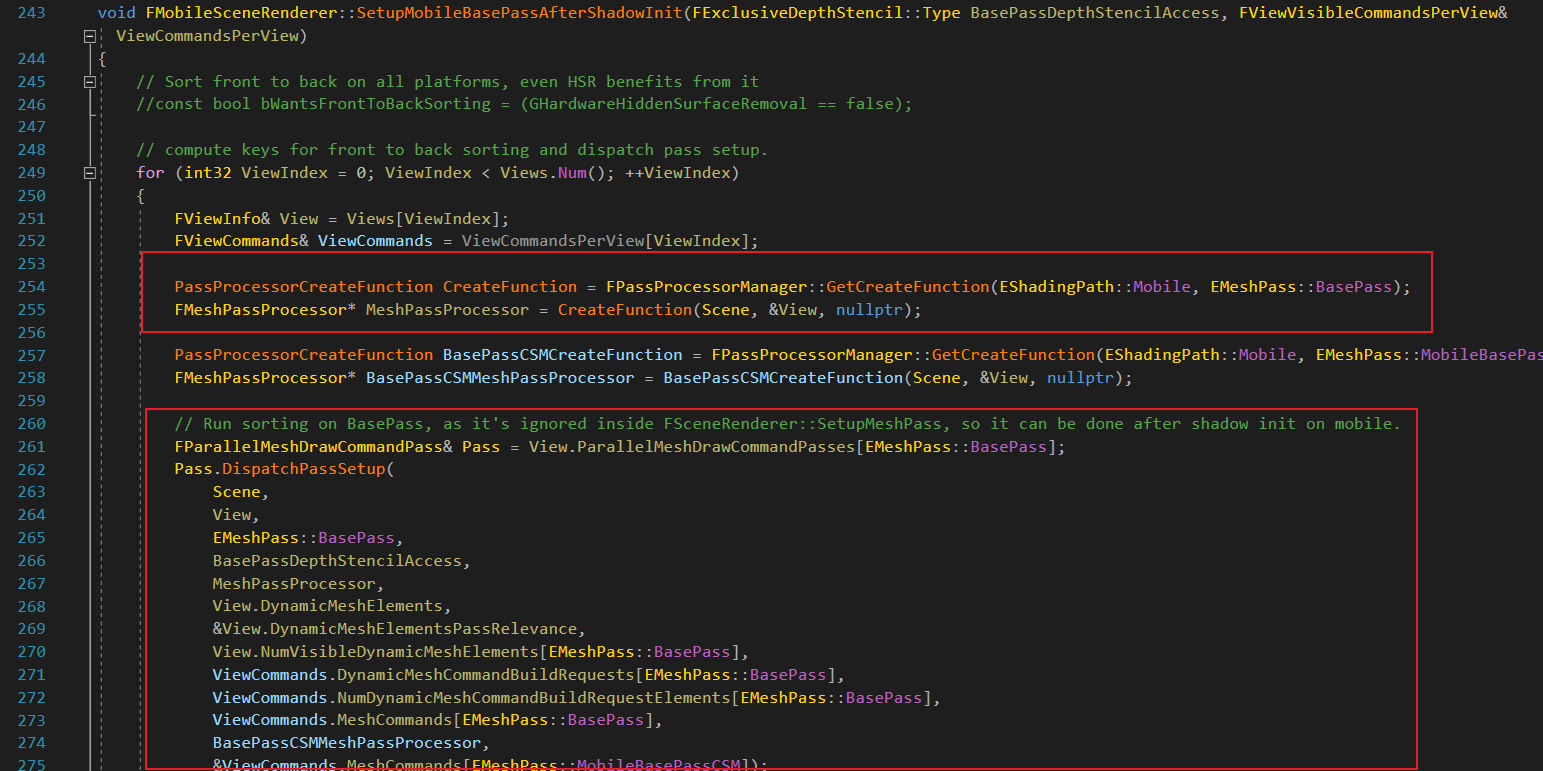 243 void FMobileSceneRenderer::SetupMobileBasePassAfterShadowInit(FExclusiveDepthStencil::Type BasePassDepthStencilAccess, FViewVisibleCommandsPerView&
ViewCommandsPerView)
244 {
245 // Sort front to back on all platforms, even HSR benefits from it
246 //const bool bWantsFrontToBackSorting = (GHardwareHiddenSurfaceRemoval == false);
247
248 // compute keys for front to back sorting and dispatch pass setup.
249 for (int32 ViewIndex = 0; ViewIndex < Views.Num(); ++ViewIndex)
250 {
251 FViewInfo& View = Views[ViewIndex];
252 FViewCommands& ViewCommands = ViewCommandsPerView[ViewIndex];
253
254 PassProcessorCreateFunction CreateFunction = FPassProcessorManager::GetCreateFunction(EShadingPath::Mobile, EMeshPass::BasePass);
255 FMeshPassProcessor* MeshPassProcessor = CreateFunction(Scene, &View, nullptr);
256
257 PassProcessorCreateFunction BasePassCSMCreateFunction = FPassProcessorManager::GetCreateFunction(EShadingPath::Mobile, EMeshPass::MobileBasePas
258 FMeshPassProcessor* BasePassCSMMeshPassProcessor = BasePassCSMCreateFunction(Scene, &View, nullptr);
259
260 // Run sorting on BasePass, as it's ignored inside FSceneRenderer::SetupMeshPass, so it can be done after shadow init on mobile.
261 FParallelMeshDrawCommandPass& Pass = View.ParallelMeshDrawCommandPasses[EMeshPass::BasePass];
262 Pass.DispatchPassSetup(
263 Scene,
264 View,
265 EMeshPass::BasePass,
266 BasePassDepthStencilAccess,
267 MeshPassProcessor,
268 View.DynamicMeshElements,
269 &View.DynamicMeshElementsPassRelevance,
270 View.NumVisibleDynamicMeshElements[EMeshPass::BasePass],
271 ViewCommands.DynamicMeshCommandBuildRequests[EMeshPass::BasePass],
272 ViewCommands.NumDynamicMeshCommandBuildRequestElements[EMeshPass::BasePass],
273 ViewCommands.MeshCommands[EMeshPass::BasePass],
274 BasePassCSMMeshPassProcessor,
275 &ViewCommands.MeshCommands[EMeshPass::MobileBasePassCSM]);